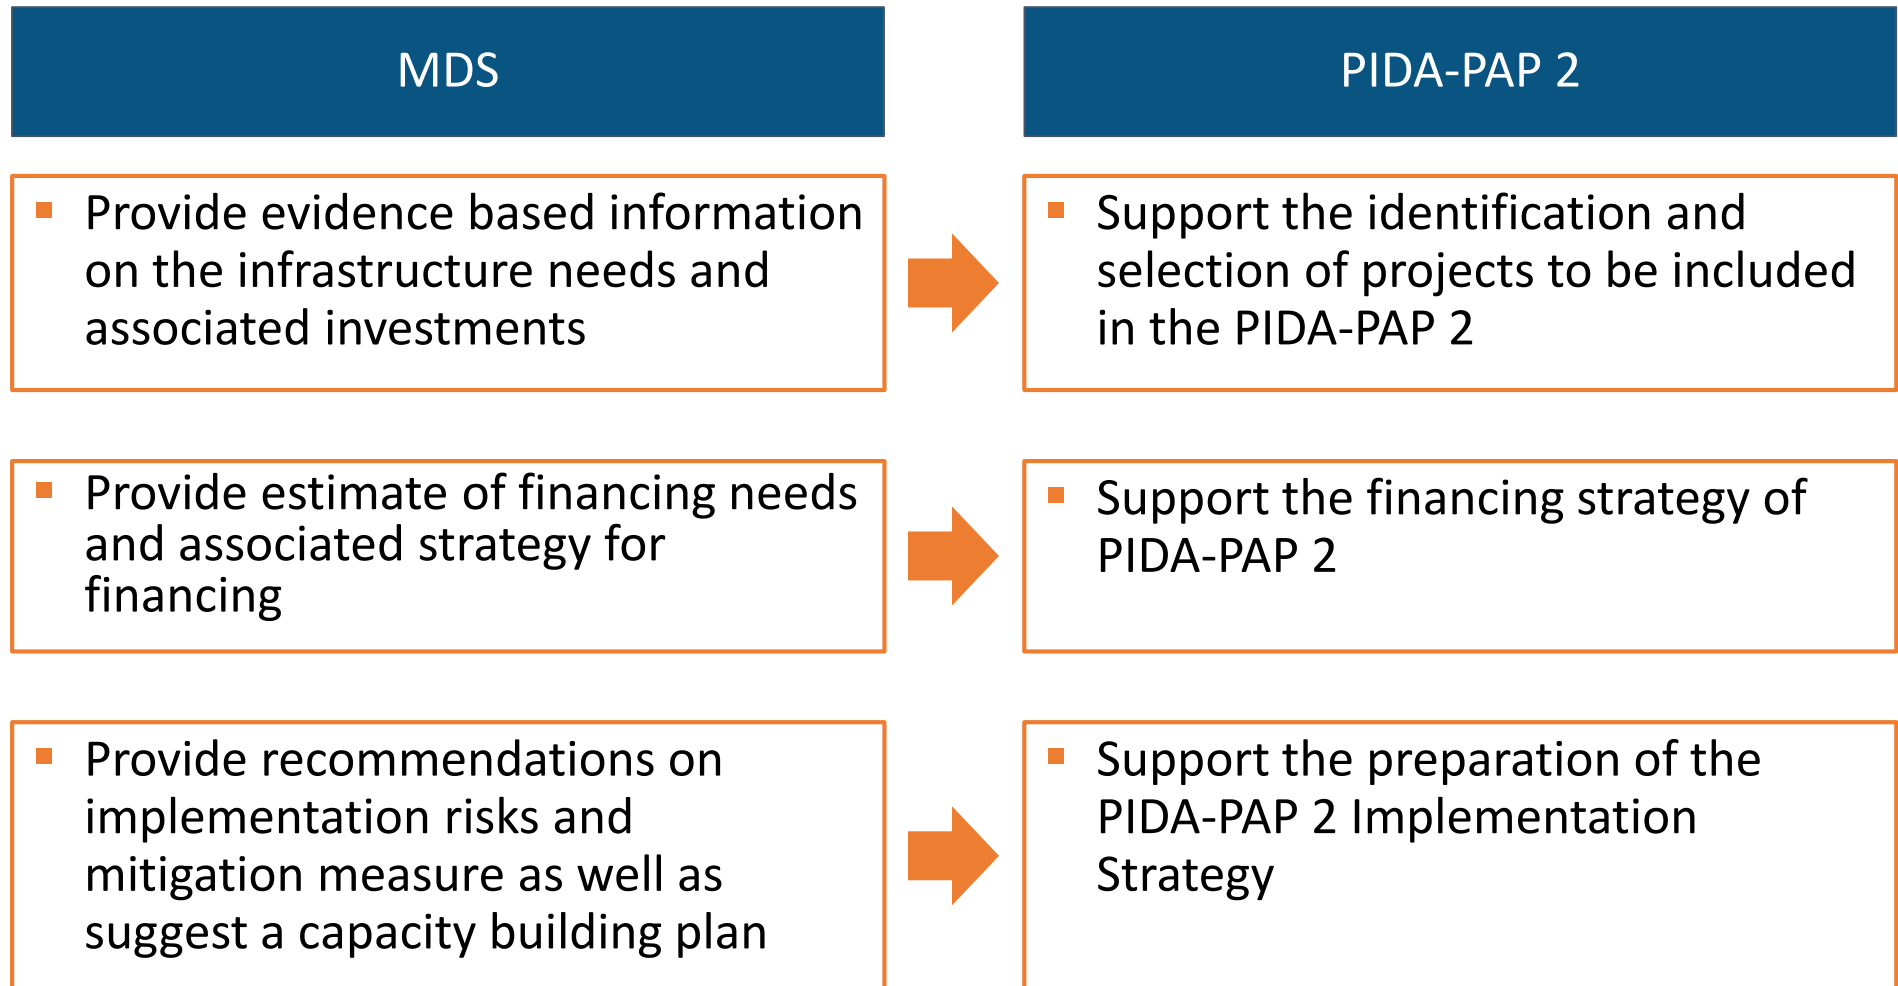 MDS
PIDA-PAP 2
▪ Provide evidence based information
on the infrastructure needs and
associated investments
▪ Support the identification and
selection of projects to be included
in the PIDA-PAP 2
▪ Provide estimate of financing needs
and associated strategy for
financing
▪ Support the financing strategy of
PIDA-PAP 2
▪ Provide recommendations on
implementation risks and
mitigation measure as well as
suggest a capacity building plan
▪ Support the preparation of the
PIDA-PAP 2 Implementation
Strategy